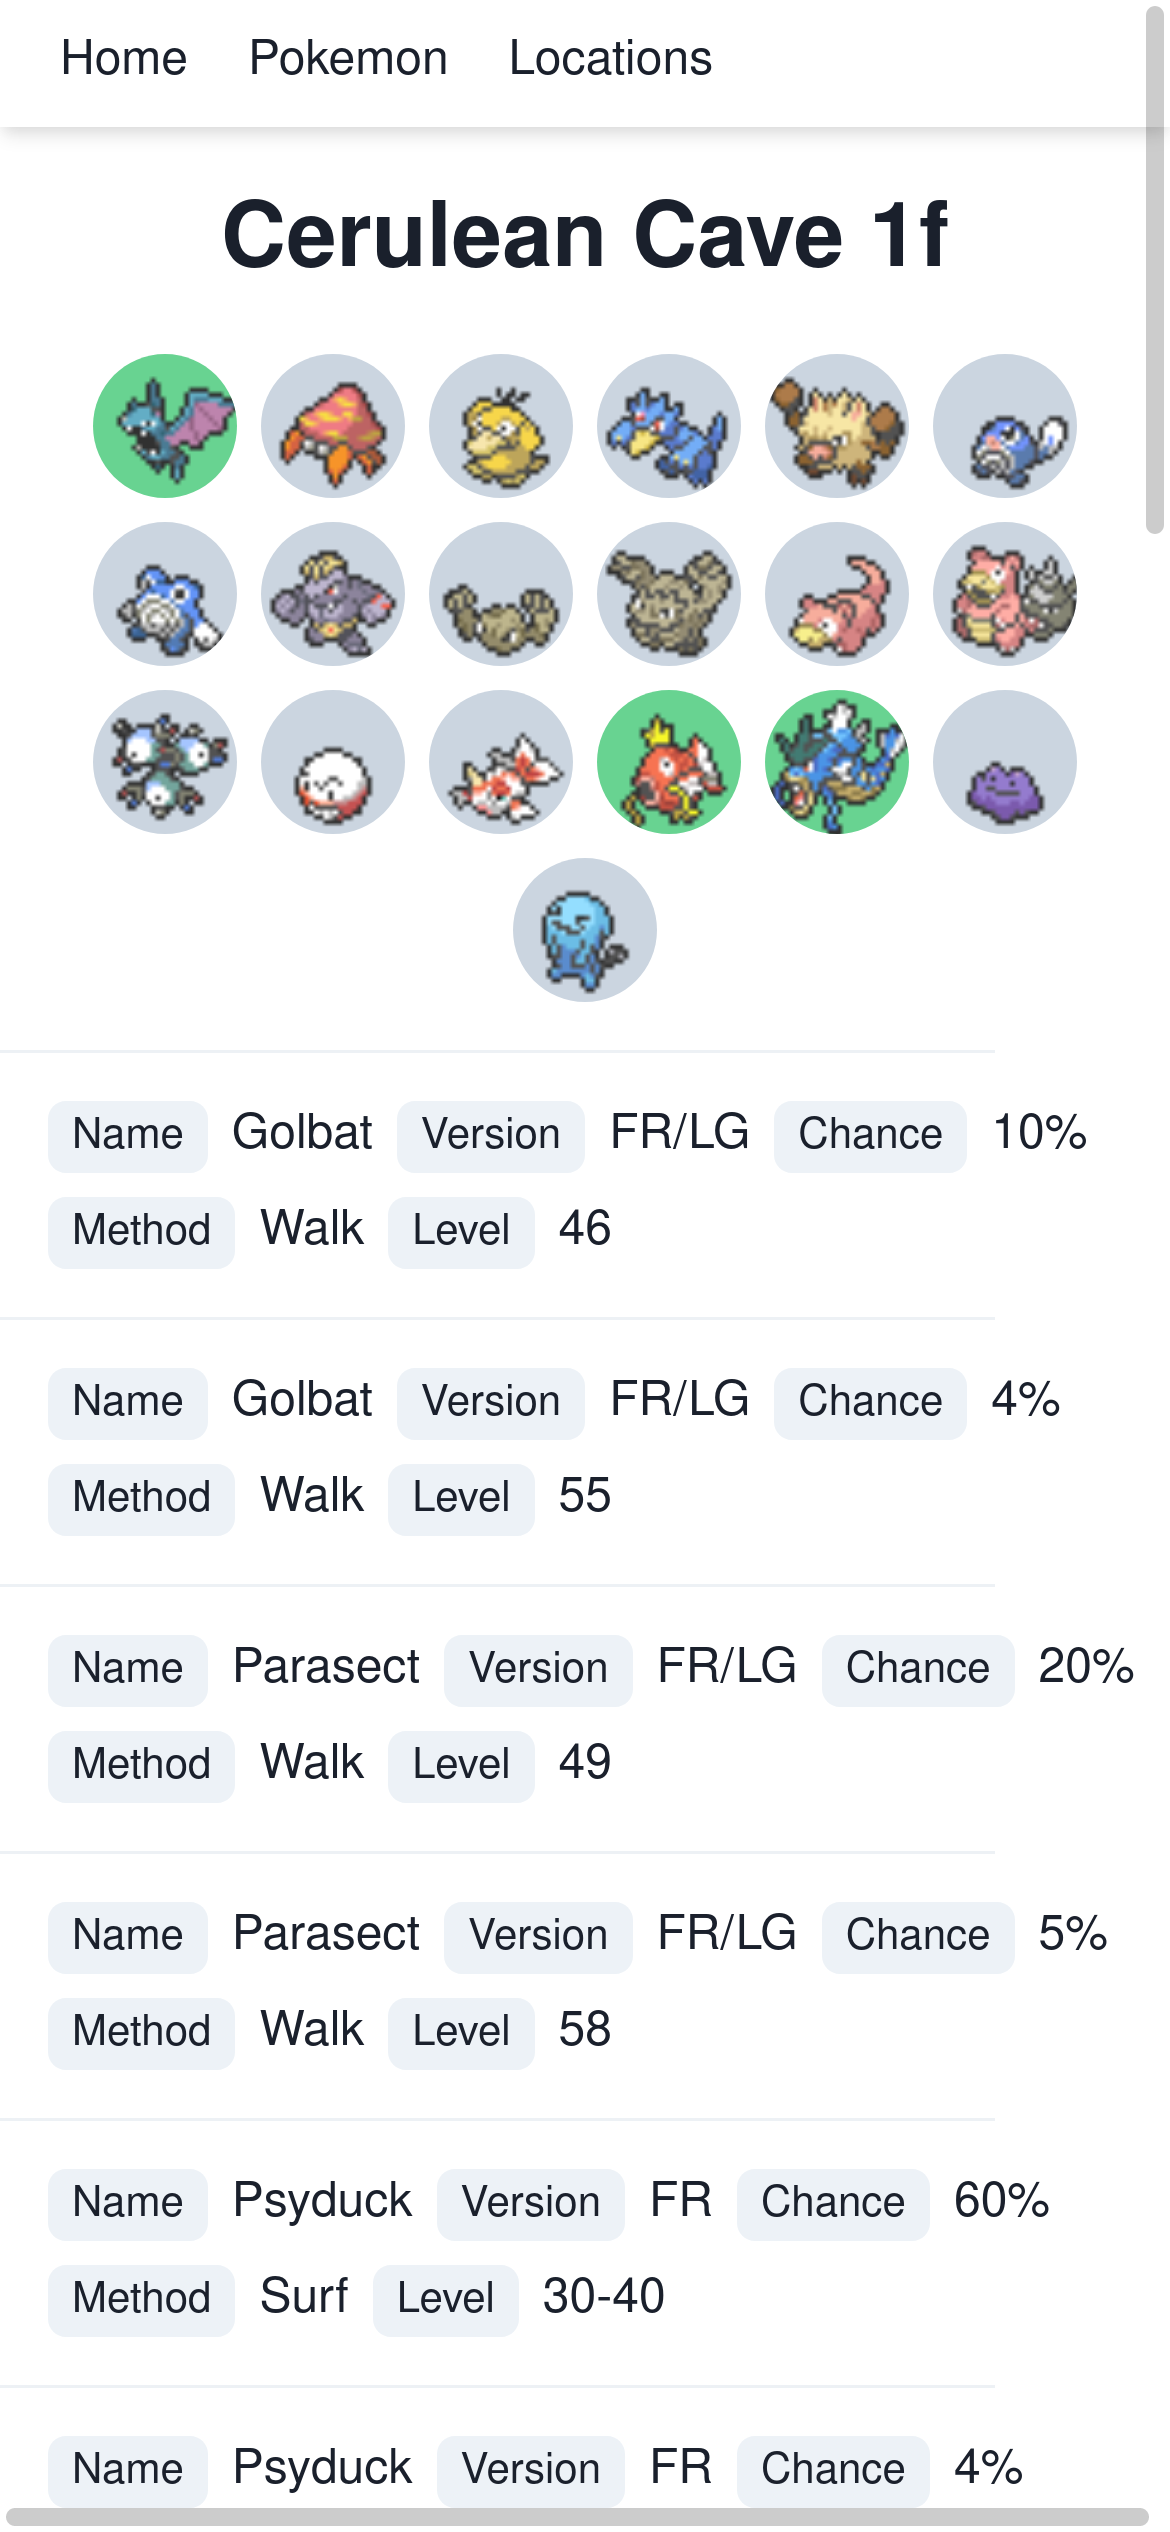 Home Pokemon Locations
Cerulean Cave 1f
Name Golbat Version FR/LG Chance 10%
Method Walk Level 46
Name Golbat Version FR/LG Chance 4%
Method Walk Level 55
Name Parasect Version FR/LG Chance 20%
Method Walk Level 49
Name Parasect Version FR/LG Chance 5%
Method Walk Level 58
Name Psyduck Version FR Chance 60%
Method Surf Level 30-40
Name Psyduck Version FR Chance 4%